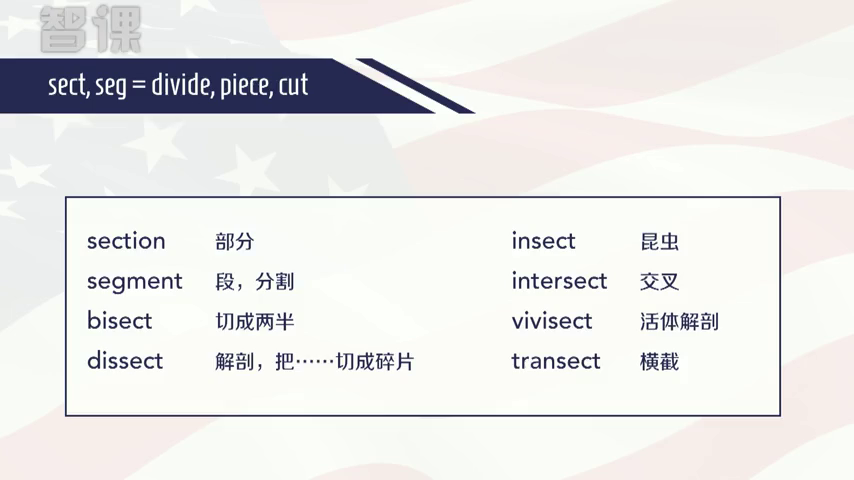 智课
sect, seg = divide, piece, cut
section 部分
segment 段，分割
bisect 切成两半
dissect 解剖，把……切成碎片
insect 昆虫
intersect 交叉
vivisect 活体解剖
transect 横截